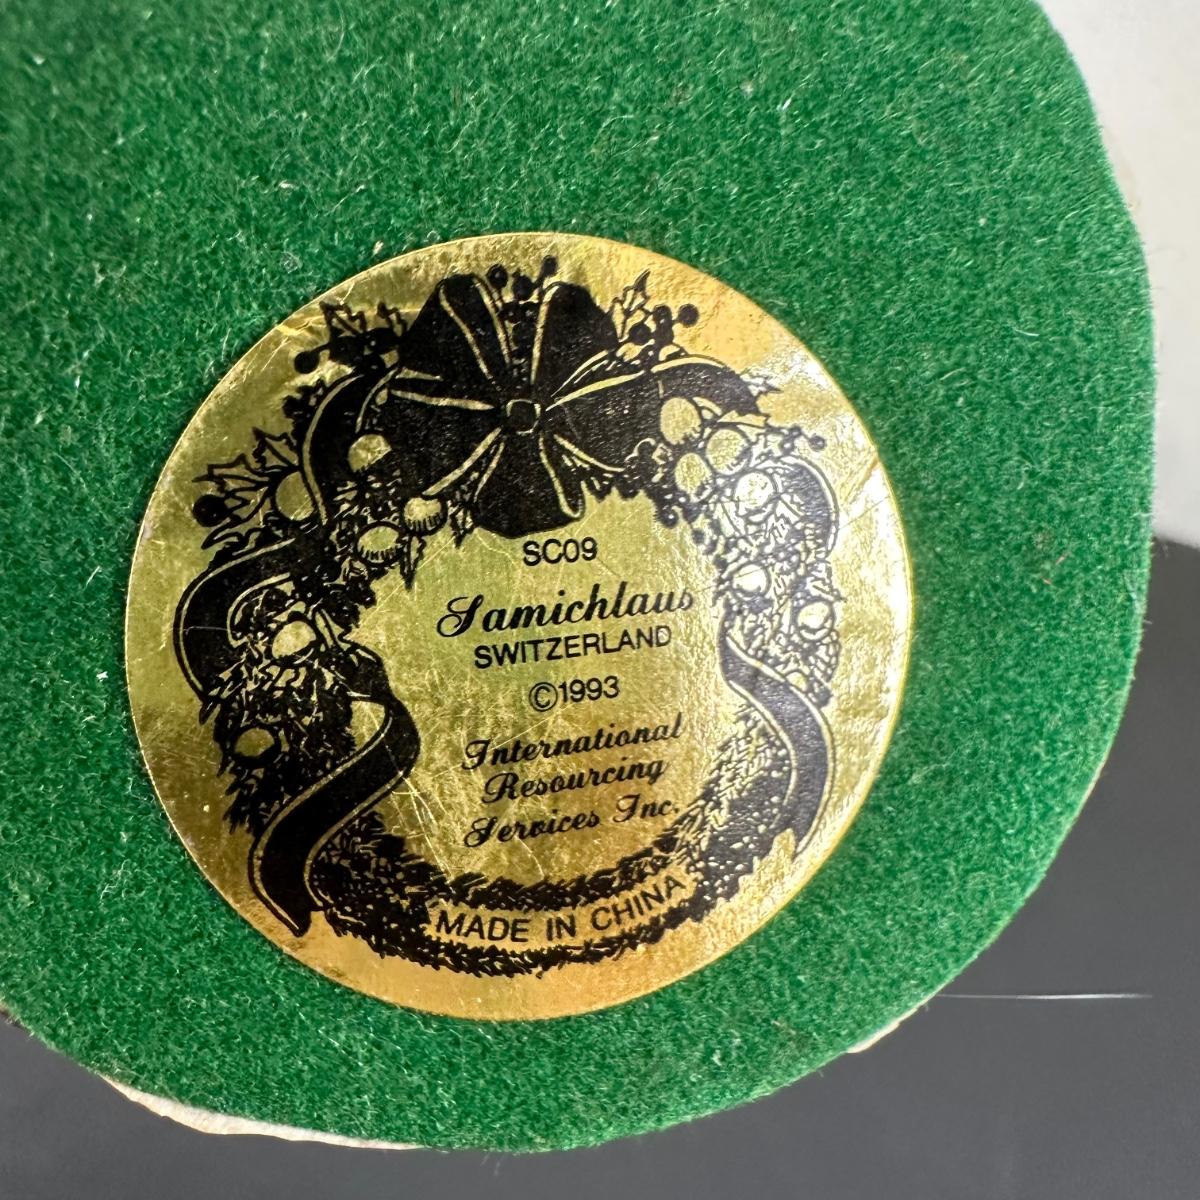 SC09
Samichlaus
SWITZERLAND
©1993
International
Resourcing
Services Inc.
MADE IN CHINA